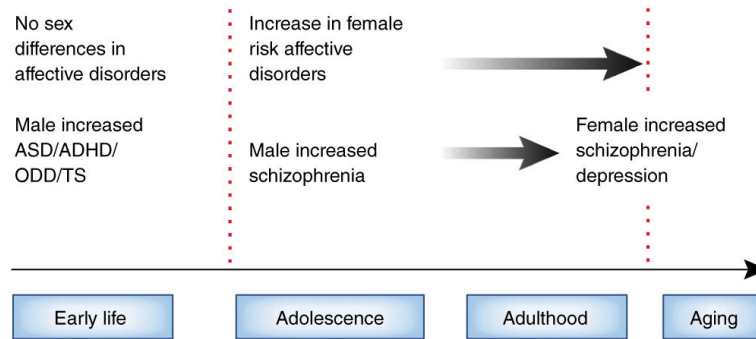 No sex
differences in
affective disorders
Increase in female
risk affective
disorders
Male increased
ASD/ADHD/
ODD/TS
Male increased
schizophrenia
Female increased
schizophrenia/
depression
Early life
Adolescence
Adulthood
Aging